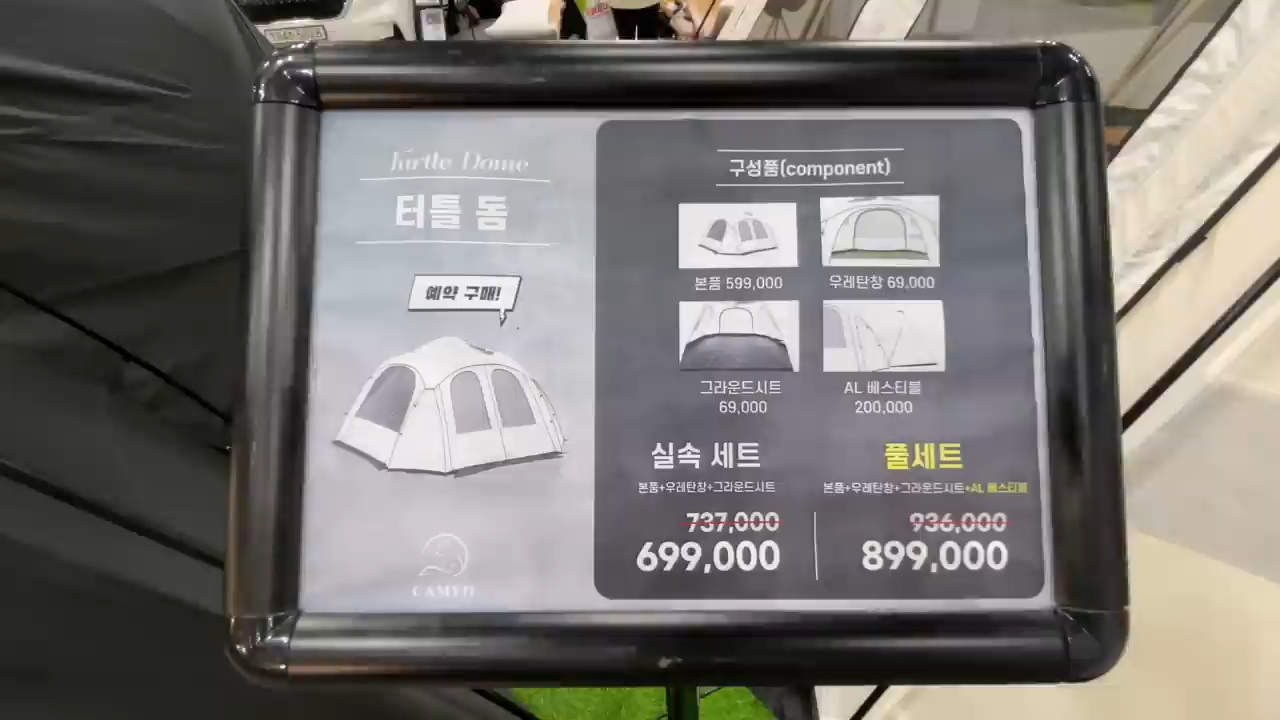 Turtle Dome
터틀 돔
예약 구매!
구성품(component)
본품 599,000
우레탄창 69,000
그라운드시트
69,000
AL 베스티블
200,000
실속 세트
본품+우레탄창+그라운드시트
737,000
699,000
풀세트
본품+우레탄창+그라운드시트+AL 베스티블
936,000
899,000